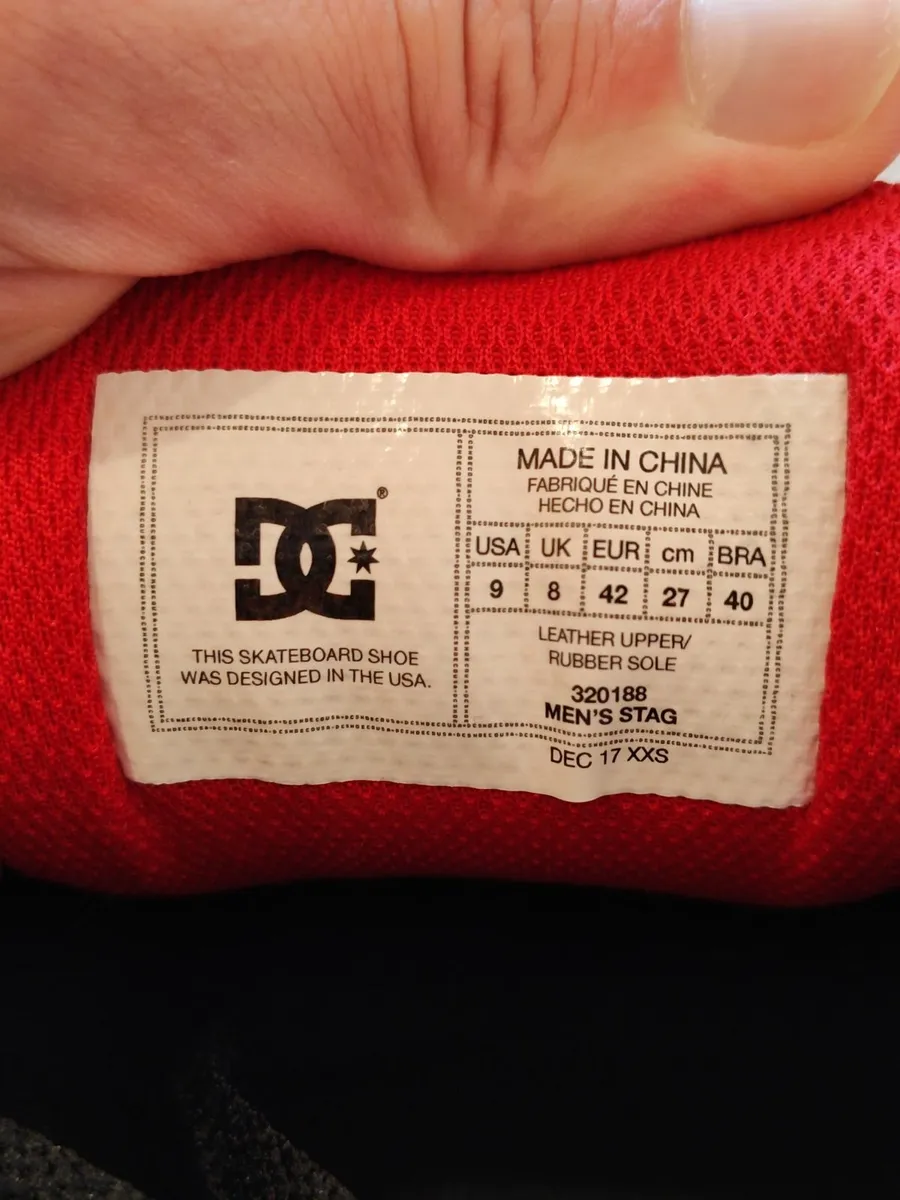 DC®
THIS SKATEBOARD SHOE
WAS DESIGNED IN THE USA.
MADE IN CHINA
FABRIQUÉ EN CHINE
HECHO EN CHINA
USA UK EUR cm BRA
9 8 42 27 40
LEATHER UPPER/
RUBBER SOLE
320188
MEN'S STAG
DEC 17 XXS